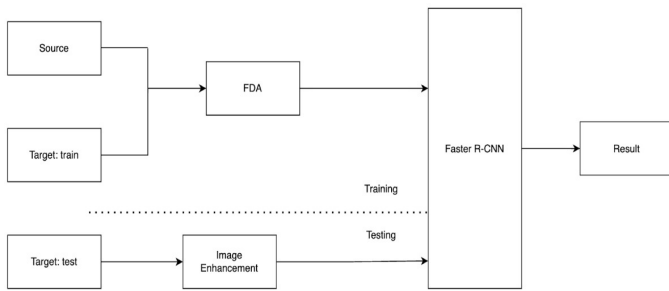 Source
FDA
Target: train
Faster R-CNN
Result
Training
Testing
Target: test
Image
Enhancement